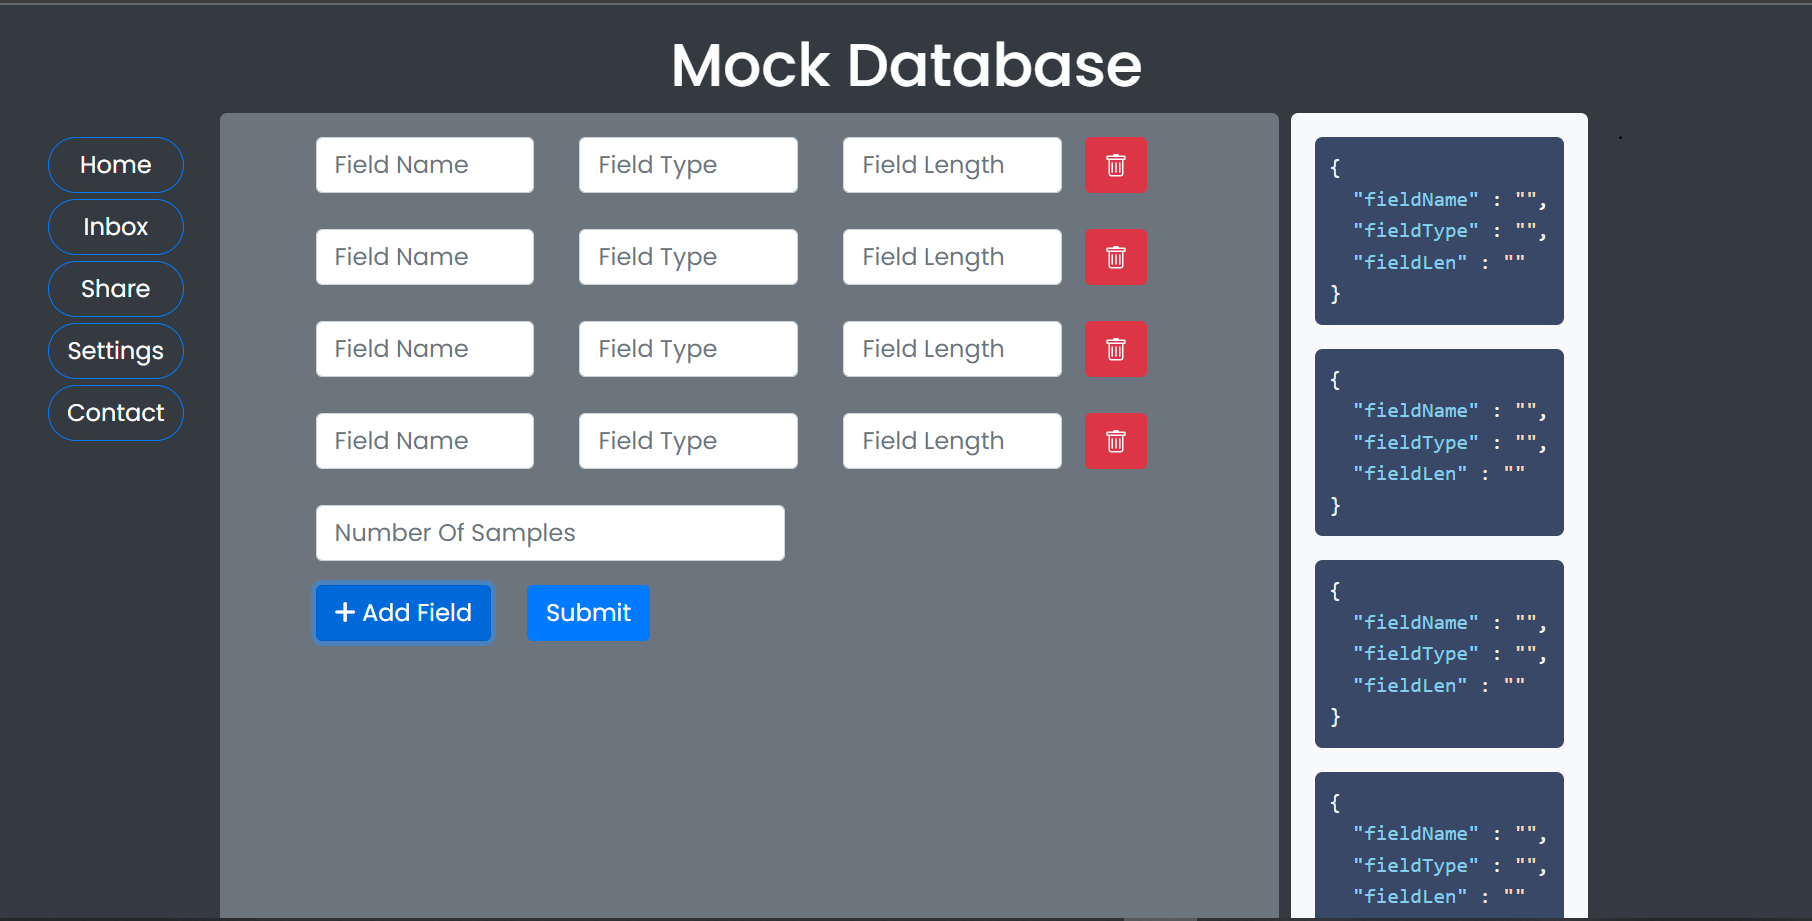 Mock Database
Home
Inbox
Share
Settings
Contact
Field Name Field Type Field Length
Field Name Field Type Field Length
Field Name Field Type Field Length
Field Name Field Type Field Length
Number Of Samples
+ Add Field Submit
{
"fieldName" : "",
"fieldType" : "",
"fieldLen" : ""
}
{
"fieldName" : "",
"fieldType" : "",
"fieldLen" : ""
}
{
"fieldName" : "",
"fieldType" : "",
"fieldLen" : ""
}
{
"fieldName" : "",
"fieldType" : "",
"fieldLen" : ""
.